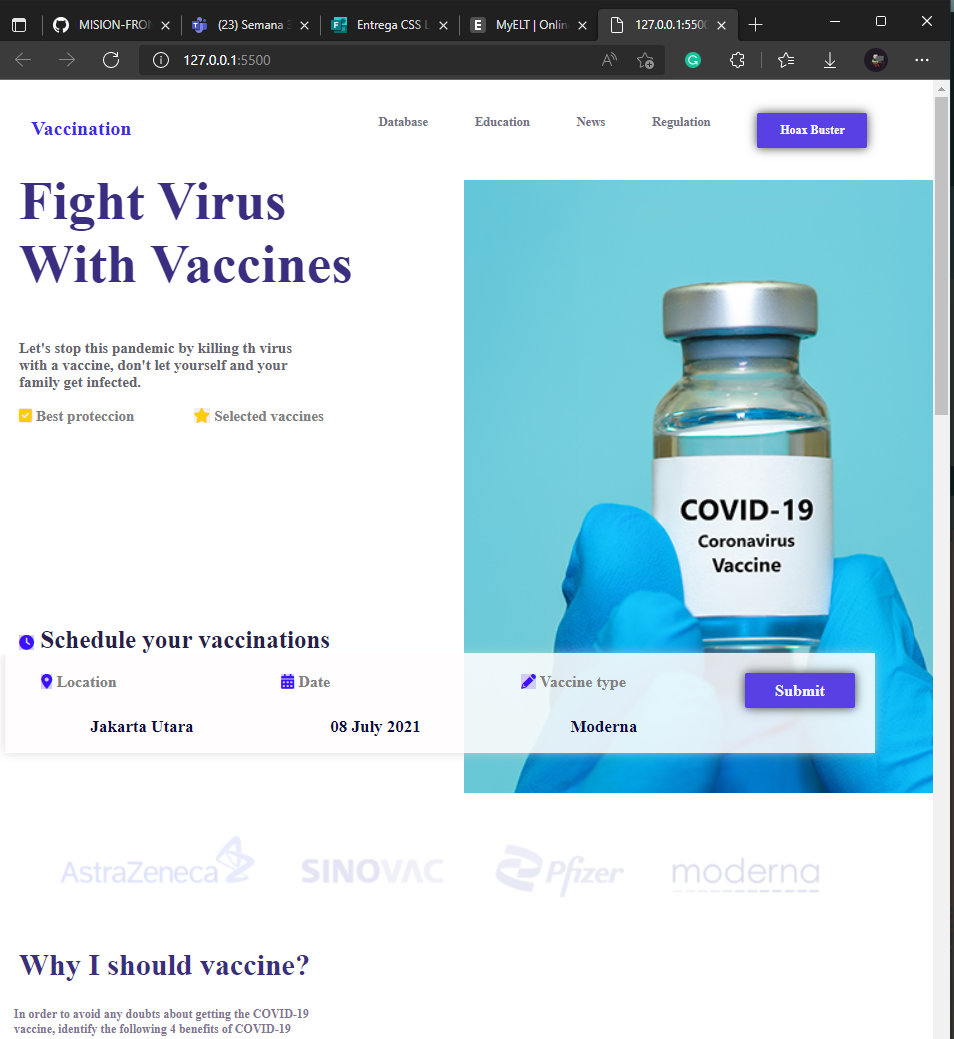 MISION-FRON
(23) Semana 3
Entrega CSS L
MyELT | Onlin
127.0.0.1:5500
127.0.0.1:5500
Vaccination
Database Education News Regulation Hoax Buster
Fight Virus
With Vaccines
Let's stop this pandemic by killing th virus
with a vaccine, don't let yourself and your
family get infected.
Best proteccion Selected vaccines
COVID-19
Coronavirus
Vaccine
Schedule your vaccinations
Location Date Vaccine type Submit
Jakarta Utara 08 July 2021 Moderna
AstraZeneca SINOVAC Pfizer moderna
Why I should vaccine?
In order to avoid any doubts about getting the COVID-19
vaccine, identify the following 4 benefits of COVID-19